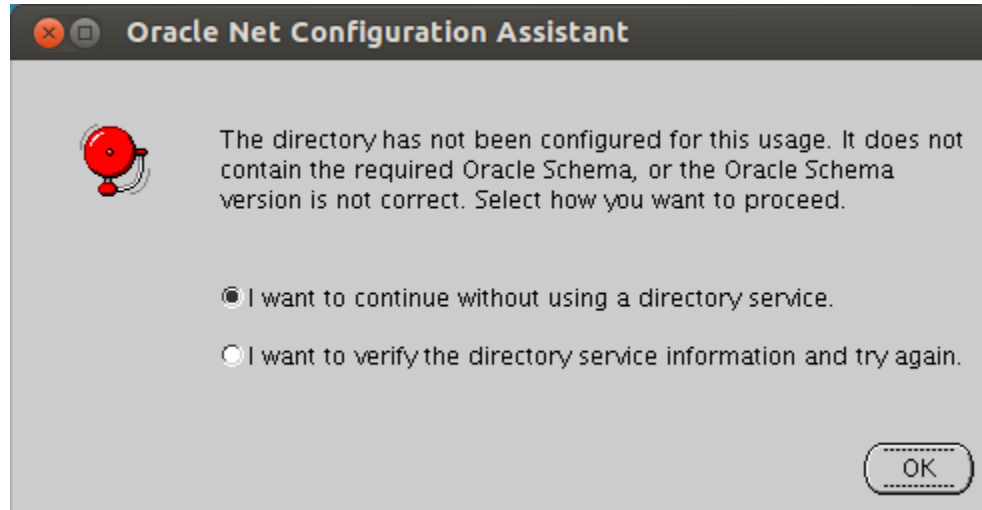 Oracle Net Configuration Assistant
The directory has not been configured for this usage. It does not
contain the required Oracle Schema, or the Oracle Schema
version is not correct. Select how you want to proceed.
I want to continue without using a directory service.
I want to verify the directory service information and try again.
OK